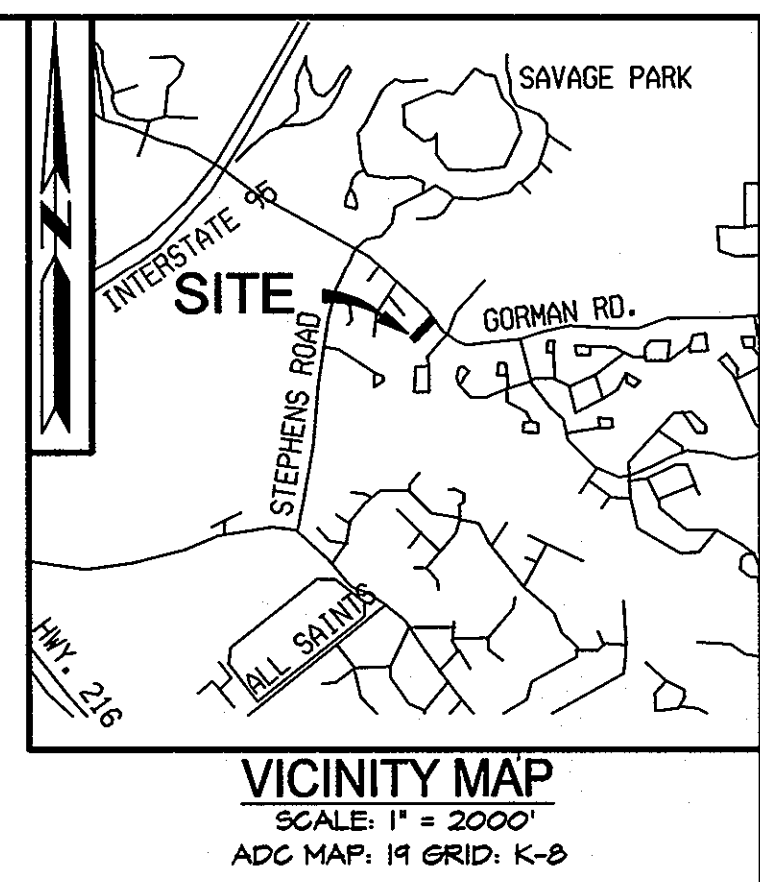 SAVAGE PARK
N
INTERSTATE 95
SITE
GORMAN RD.
STEPHENS ROAD
ALL SAINTS
HWY. 216
VICINITY MAP
SCALE: 1" = 2000'
ADC MAP: 19 GRID: K-8